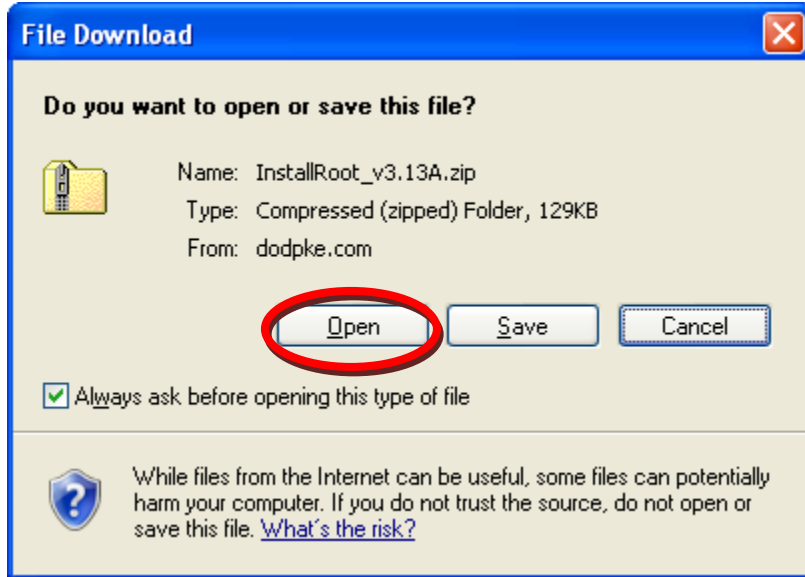 File Download
Do you want to open or save this file?
Name: InstallRoot_v3.13A.zip
Type: Compressed (zipped) Folder, 129KB
From: dodpke.com
Open Save Cancel
Always ask before opening this type of file
While files from the Internet can be useful, some files can potentially
harm your computer. If you do not trust the source, do not open or
save this file. What's the risk?